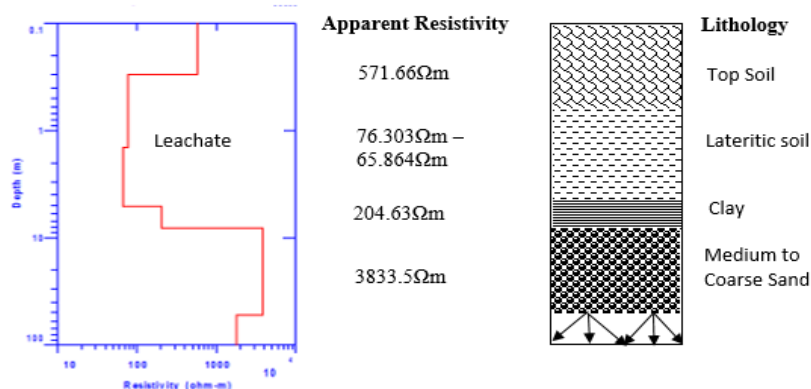 Apparent Resistivity
Lithology
0.1
1
10
100
Depth (m)
Leachate
10
100
1000
10
4
Resistivity (ohm-m)
571.66Ωm
76.303Ωm –
65.864Ωm
204.63Ωm
3833.5Ωm
Top Soil
Lateritic soil
Clay
Medium to
Coarse Sand